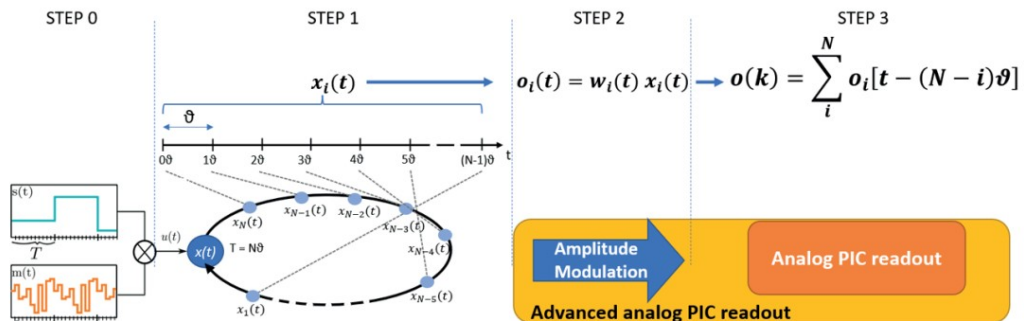 STEP 0
STEP 1
STEP 2
STEP 3
x_i(t)
o_i(t) = w_i(t) x_i(t)
o(k) = \sum_{i}^{N} o_i[t − (N − i)ϑ]
ϑ
0ϑ 1ϑ 2ϑ 3ϑ 4ϑ 5ϑ (N-1)ϑ t
s(t)
T
m(t)
u(t)
x(t)
T = Nϑ
x_N(t)
x_{N−1}(t)
x_{N−2}(t)
x_{N−3}(t)
x_{N−4}(t)
x_{N−5}(t)
x_1(t)
Amplitude
Modulation
Analog PIC readout
Advanced analog PIC readout